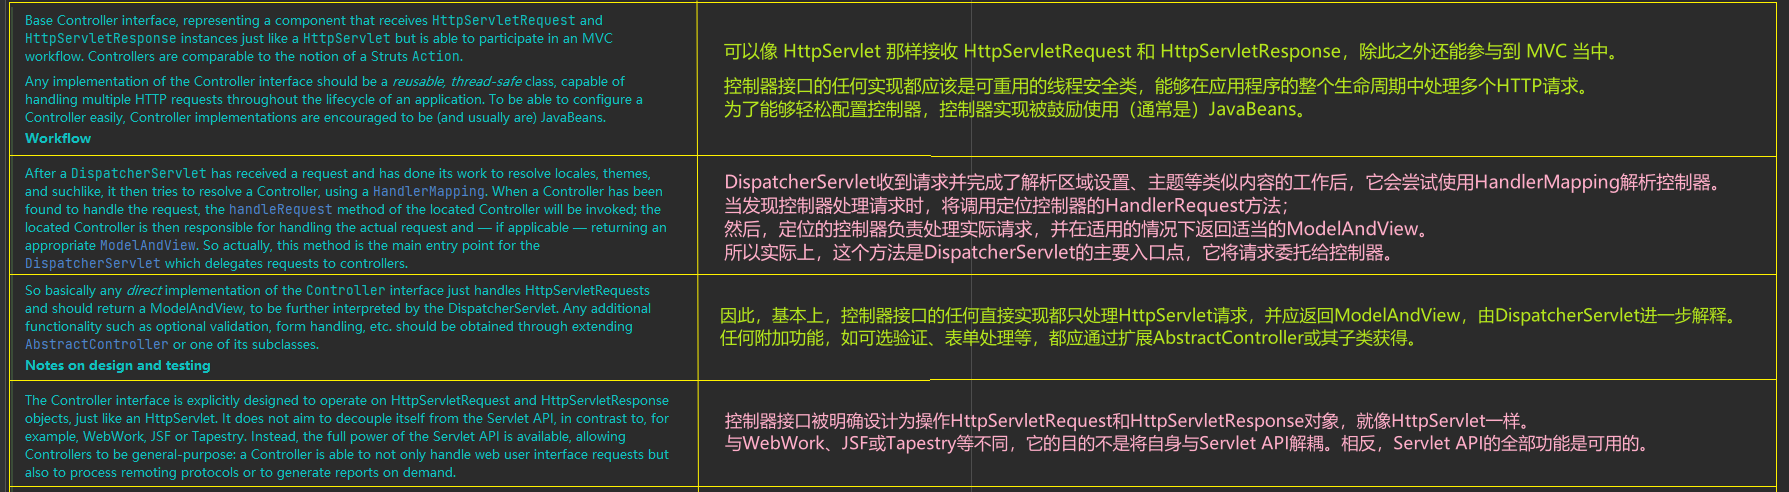 Base Controller interface, representing a component that receives HttpServletRequest and
HttpServletResponse instances just like a HttpServlet but is able to participate in an MVC
workflow. Controllers are comparable to the notion of a Struts Action.
Any implementation of the Controller interface should be a reusable, thread-safe class, capable of
handling multiple HTTP requests throughout the lifecycle of an application. To be able to configure a
Controller easily, Controller implementations are encouraged to be (and usually are) JavaBeans.
Workflow
可以像 HttpServlet 那样接收 HttpServletRequest 和 HttpServletResponse，除此之外还能参与到 MVC 当中。
控制器接口的任何实现都应该是可重用的线程安全类，能够在应用程序的整个生命周期中处理多个HTTP请求。
为了能够轻松配置控制器，控制器实现被鼓励使用（通常是）JavaBeans。
After a DispatcherServlet has received a request and has done its work to resolve locales, themes,
and suchlike, it then tries to resolve a Controller, using a HandlerMapping. When a Controller has been
found to handle the request, the handleRequest method of the located Controller will be invoked; the
located Controller is then responsible for handling the actual request and — if applicable — returning an
appropriate ModelAndView. So actually, this method is the main entry point for the
DispatcherServlet which delegates requests to controllers.
DispatcherServlet收到请求并完成了解析区域设置、主题等类似内容的工作后，它会尝试使用HandlerMapping解析控制器。
当发现控制器处理请求时，将调用定位控制器的HandlerRequest方法；
然后，定位的控制器负责处理实际请求，并在适用的情况下返回适当的ModelAndView。
所以实际上，这个方法是DispatcherServlet的主要入口点，它将请求委托给控制器。
So basically any direct implementation of the Controller interface just handles HttpServletRequests
and should return a ModelAndView, to be further interpreted by the DispatcherServlet. Any additional
functionality such as optional validation, form handling, etc. should be obtained through extending
AbstractController or one of its subclasses.
Notes on design and testing
因此，基本上，控制器接口的任何直接实现都只处理HttpServlet请求，并应返回ModelAndView，由DispatcherServlet进一步解释。
任何附加功能，如可选验证、表单处理等，都应通过扩展AbstractController或其子类获得。
The Controller interface is explicitly designed to operate on HttpServletRequest and HttpServletResponse
objects, just like an HttpServlet. It does not aim to decouple itself from the Servlet API, in contrast to, for
example, WebWork, JSF or Tapestry. Instead, the full power of the Servlet API is available, allowing
Controllers to be general-purpose: a Controller is able to not only handle web user interface requests but
also to process remoting protocols or to generate reports on demand.
控制器接口被明确设计为操作HttpServletRequest和HttpServletResponse对象，就像HttpServlet一样。
与WebWork、JSF或Tapestry等不同，它的目的不是将自身与Servlet API解耦。相反，Servlet API的全部功能是可用的。